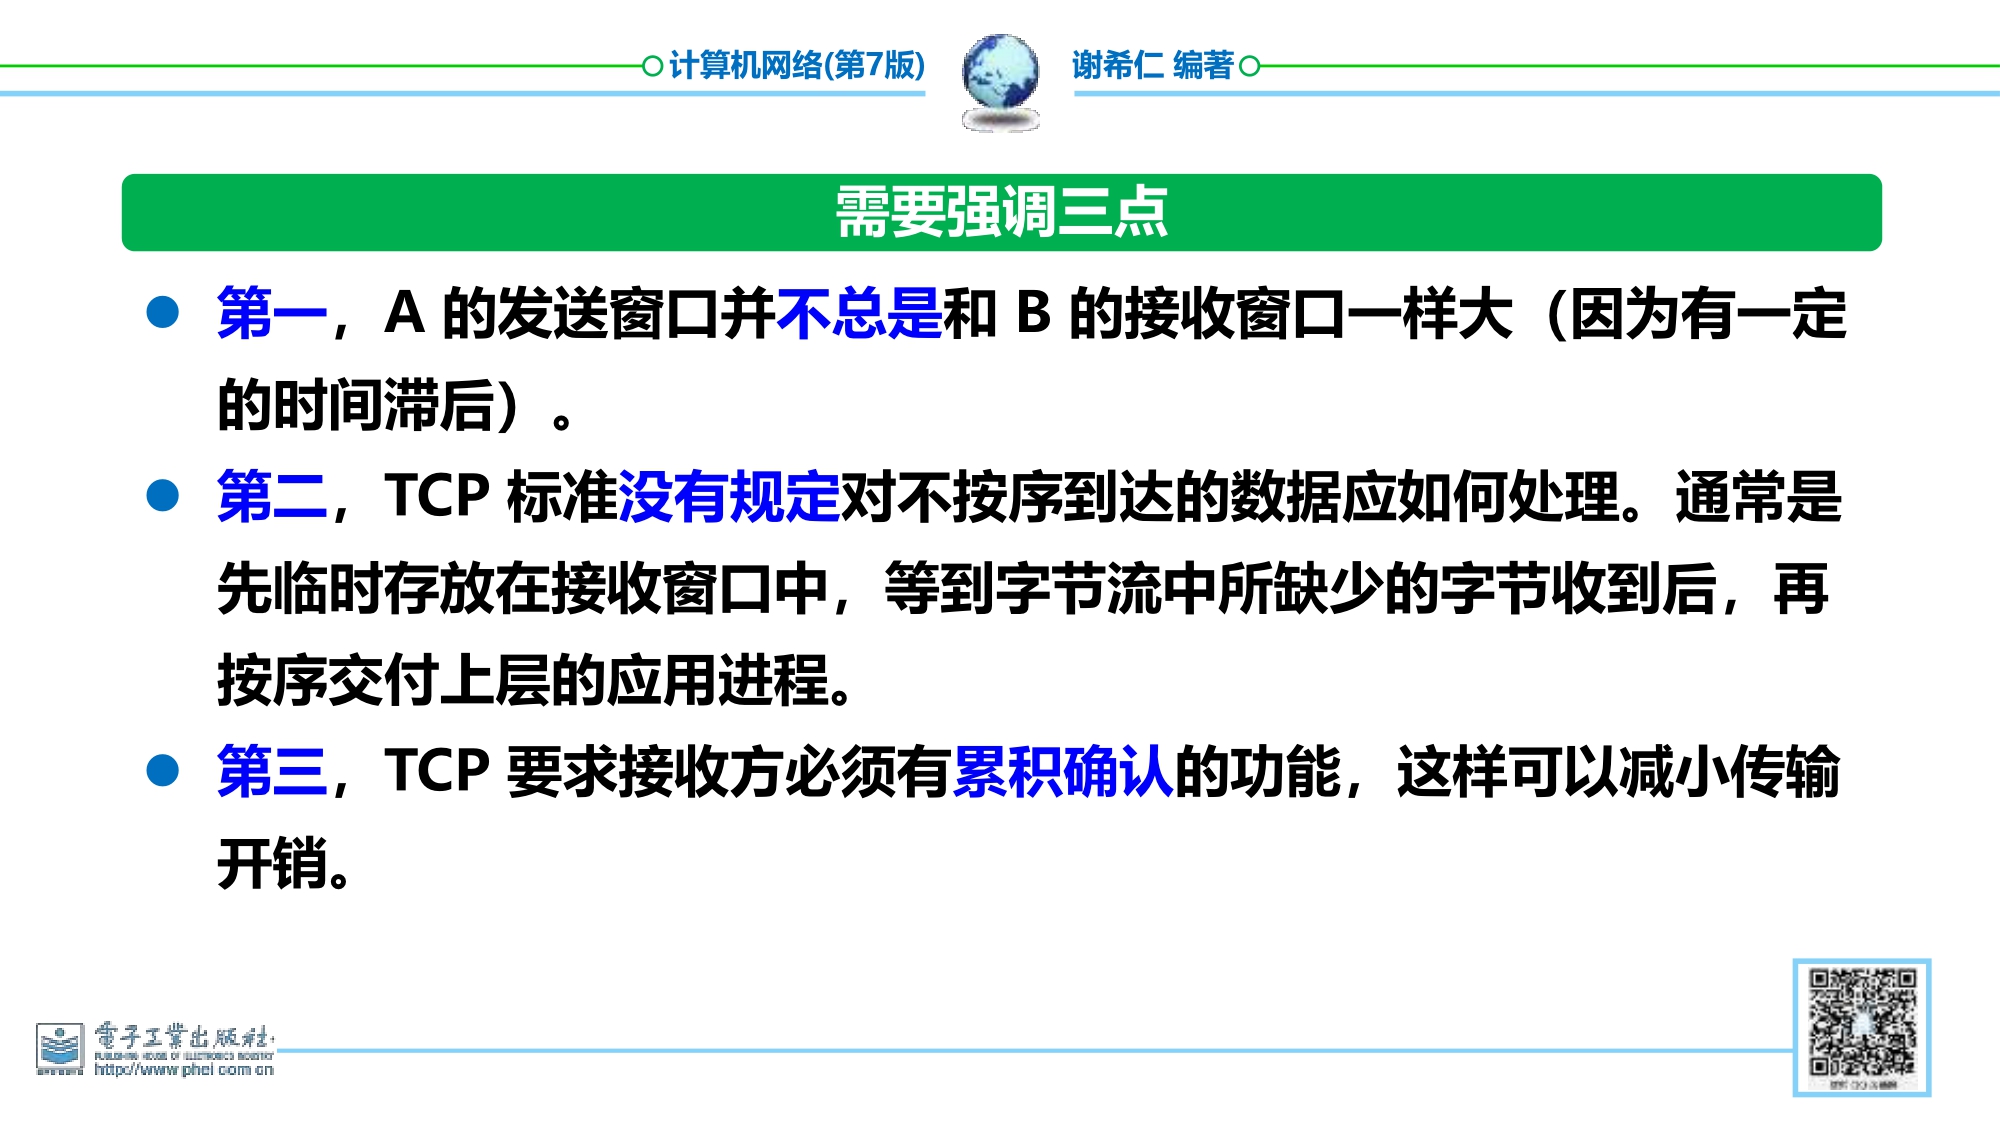 计算机网络(第7版)
谢希仁 编著
需要强调三点
第一，A 的发送窗口并不总是和 B 的接收窗口一样大（因为有一定
的时间滞后）。
第二，TCP 标准没有规定对不按序到达的数据应如何处理。通常是
先临时存放在接收窗口中，等到字节流中所缺少的字节收到后，再
按序交付上层的应用进程。
第三，TCP 要求接收方必须有累积确认的功能，这样可以减小传输
开销。
電子工業出版社
PUBLISHING HOUSE OF ELECTRONICS INDUSTRY
http://www.phei.com.cn